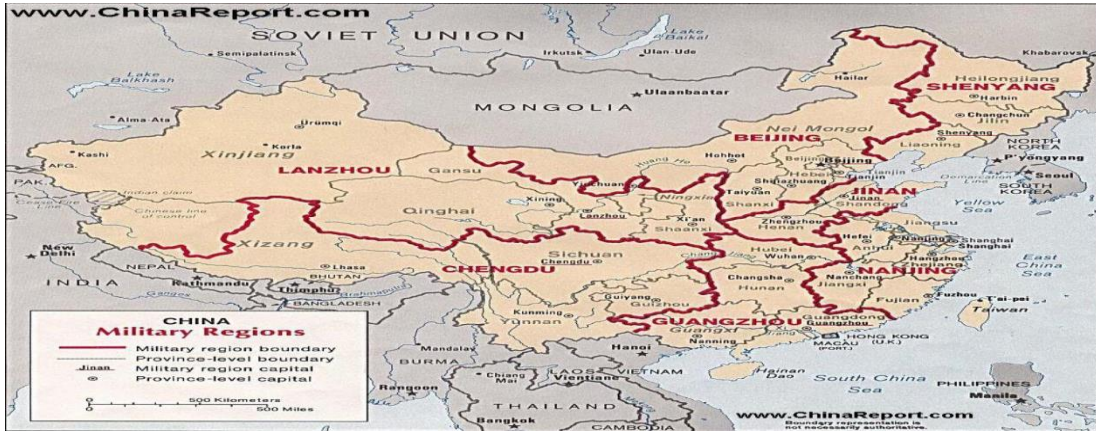 www.ChinaReport.com
SOVIET UNION
Lake Baikal
Semipalatinsk
Irkutsk
Ulan-Ude
Khabarovsk
Lake Balkhash
Hailar
Heilongjiang
SHENYANG
MONGOLIA
Ulaanbaatar
Harbin
Alma-Ata
Ürümqi
Changchun
Jilin
Nei Mongol
BEIJING
Shenyang
Liaoning
Kashi
Korla
Xinjiang
Hohhot
Huang He
Beijing
Beijing
NORTH KOREA
P'yongyang
AFG.
LANZHOU
Gansu
Hebei
Tianjin
Tianjin
Demarcation Line
Seoul
SOUTH KOREA
PAK.
Indian claim
Yinchuan
Ningxia
Taiyuan
Shijiazhuang
JINAN
Jinan
Shandong
Chinese line of control
Qinghai
Xining
Lanzhou
Shanxi
Yellow Sea
Xi'an
Shaanxi
Zhengzhou
Henan
Jiangsu
New Delhi
Xizang
Hefei
Anhui
Nanjing
Shanghai
Shanghai
Sichuan
Chengdu
Hubei
Wuhan
Hangzhou
Zhejiang
East China Sea
NEPAL
Lhasa
CHENGDU
NANJING
Nanchang
Jiangxi
INDIA
Kathmandu
BHUTAN
Thimphu
Brahmaputra
Changsha
Hunan
Ganges
BANGLADESH
Guiyang
Guizhou
Fujian
Fuzhou
T'ai-pei
Taiwan
Kunming
Yunnan
GUANGZHOU
Guangxi
Guangdong
Guangzhou
Nanning
HONG KONG (U.K.)
MACAU (PORT.)
CHINA
Military Regions
Military region boundary
Province-level boundary
Jinan Military region capital
Province-level capital
0 500 Kilometers
0 500 Miles
Mandalay
BURMA
Hanoi
Chiang Mai
LAOS
VIETNAM
Vientiane
Hainan Dao
Rangoon
South China Sea
PHILIPPINES
Manila
THAILAND
Bangkok
CAMBODIA
www.ChinaReport.com
Boundary representation is not necessarily authoritative.